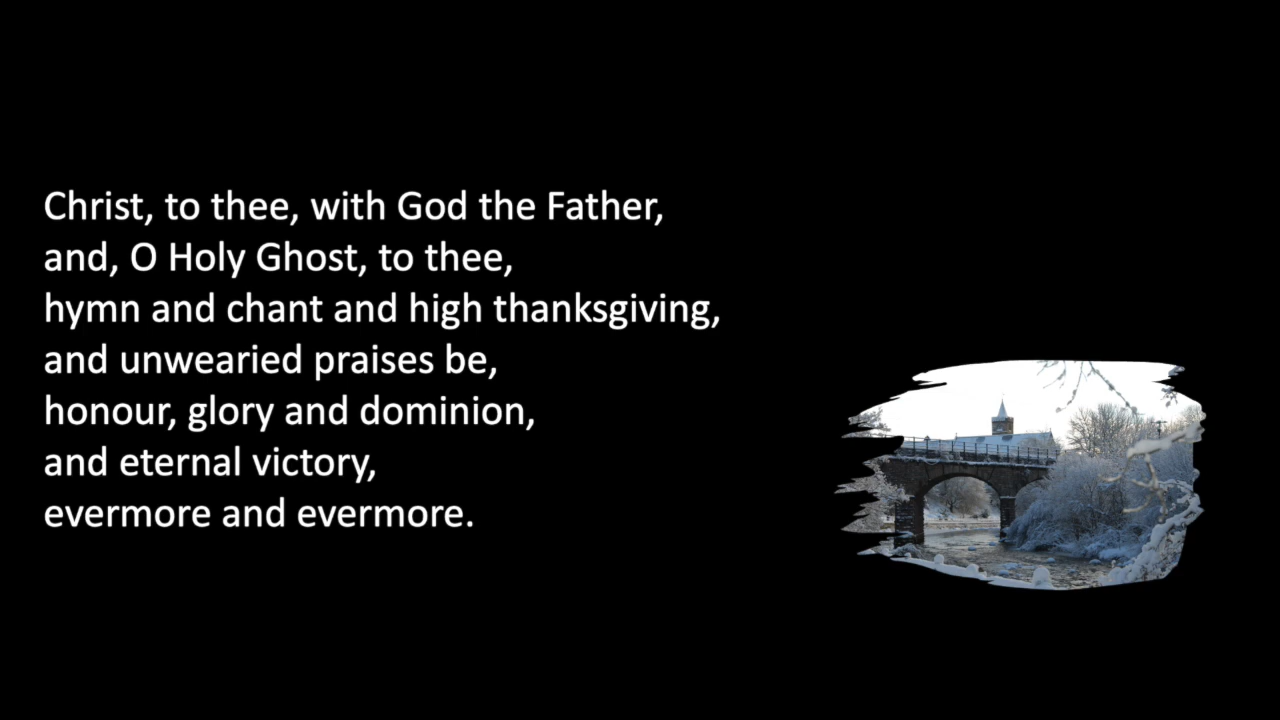 Christ, to thee, with God the Father,
and, O Holy Ghost, to thee,
hymn and chant and high thanksgiving,
and unwearied praises be,
honour, glory and dominion,
and eternal victory,
evermore and evermore.